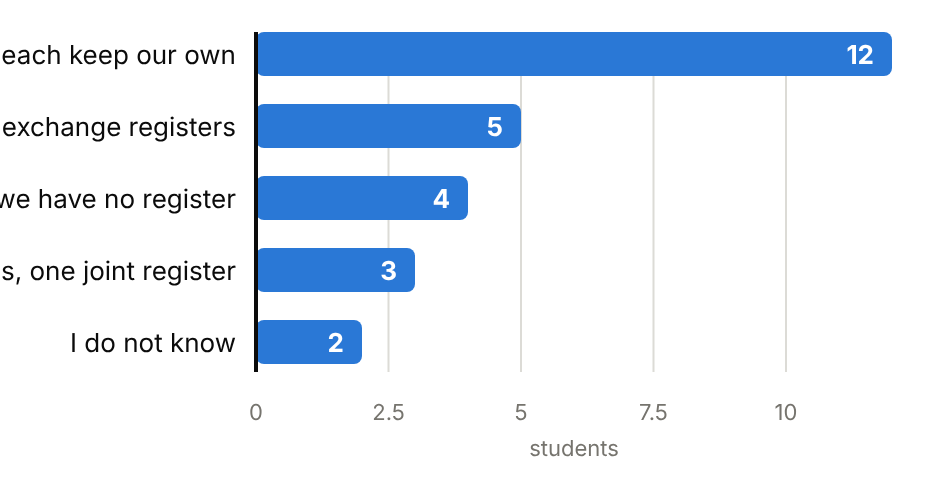 each keep our own
12
exchange registers
5
we have no register
4
s, one joint register
3
I do not know
2
0 2.5 5 7.5 10
students